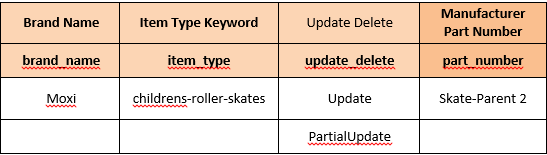 Brand Name Item Type Keyword Update Delete Manufacturer Part Number
brand_name item_type update_delete part_number
Moxi childrens-roller-skates Update Skate-Parent 2
PartialUpdate